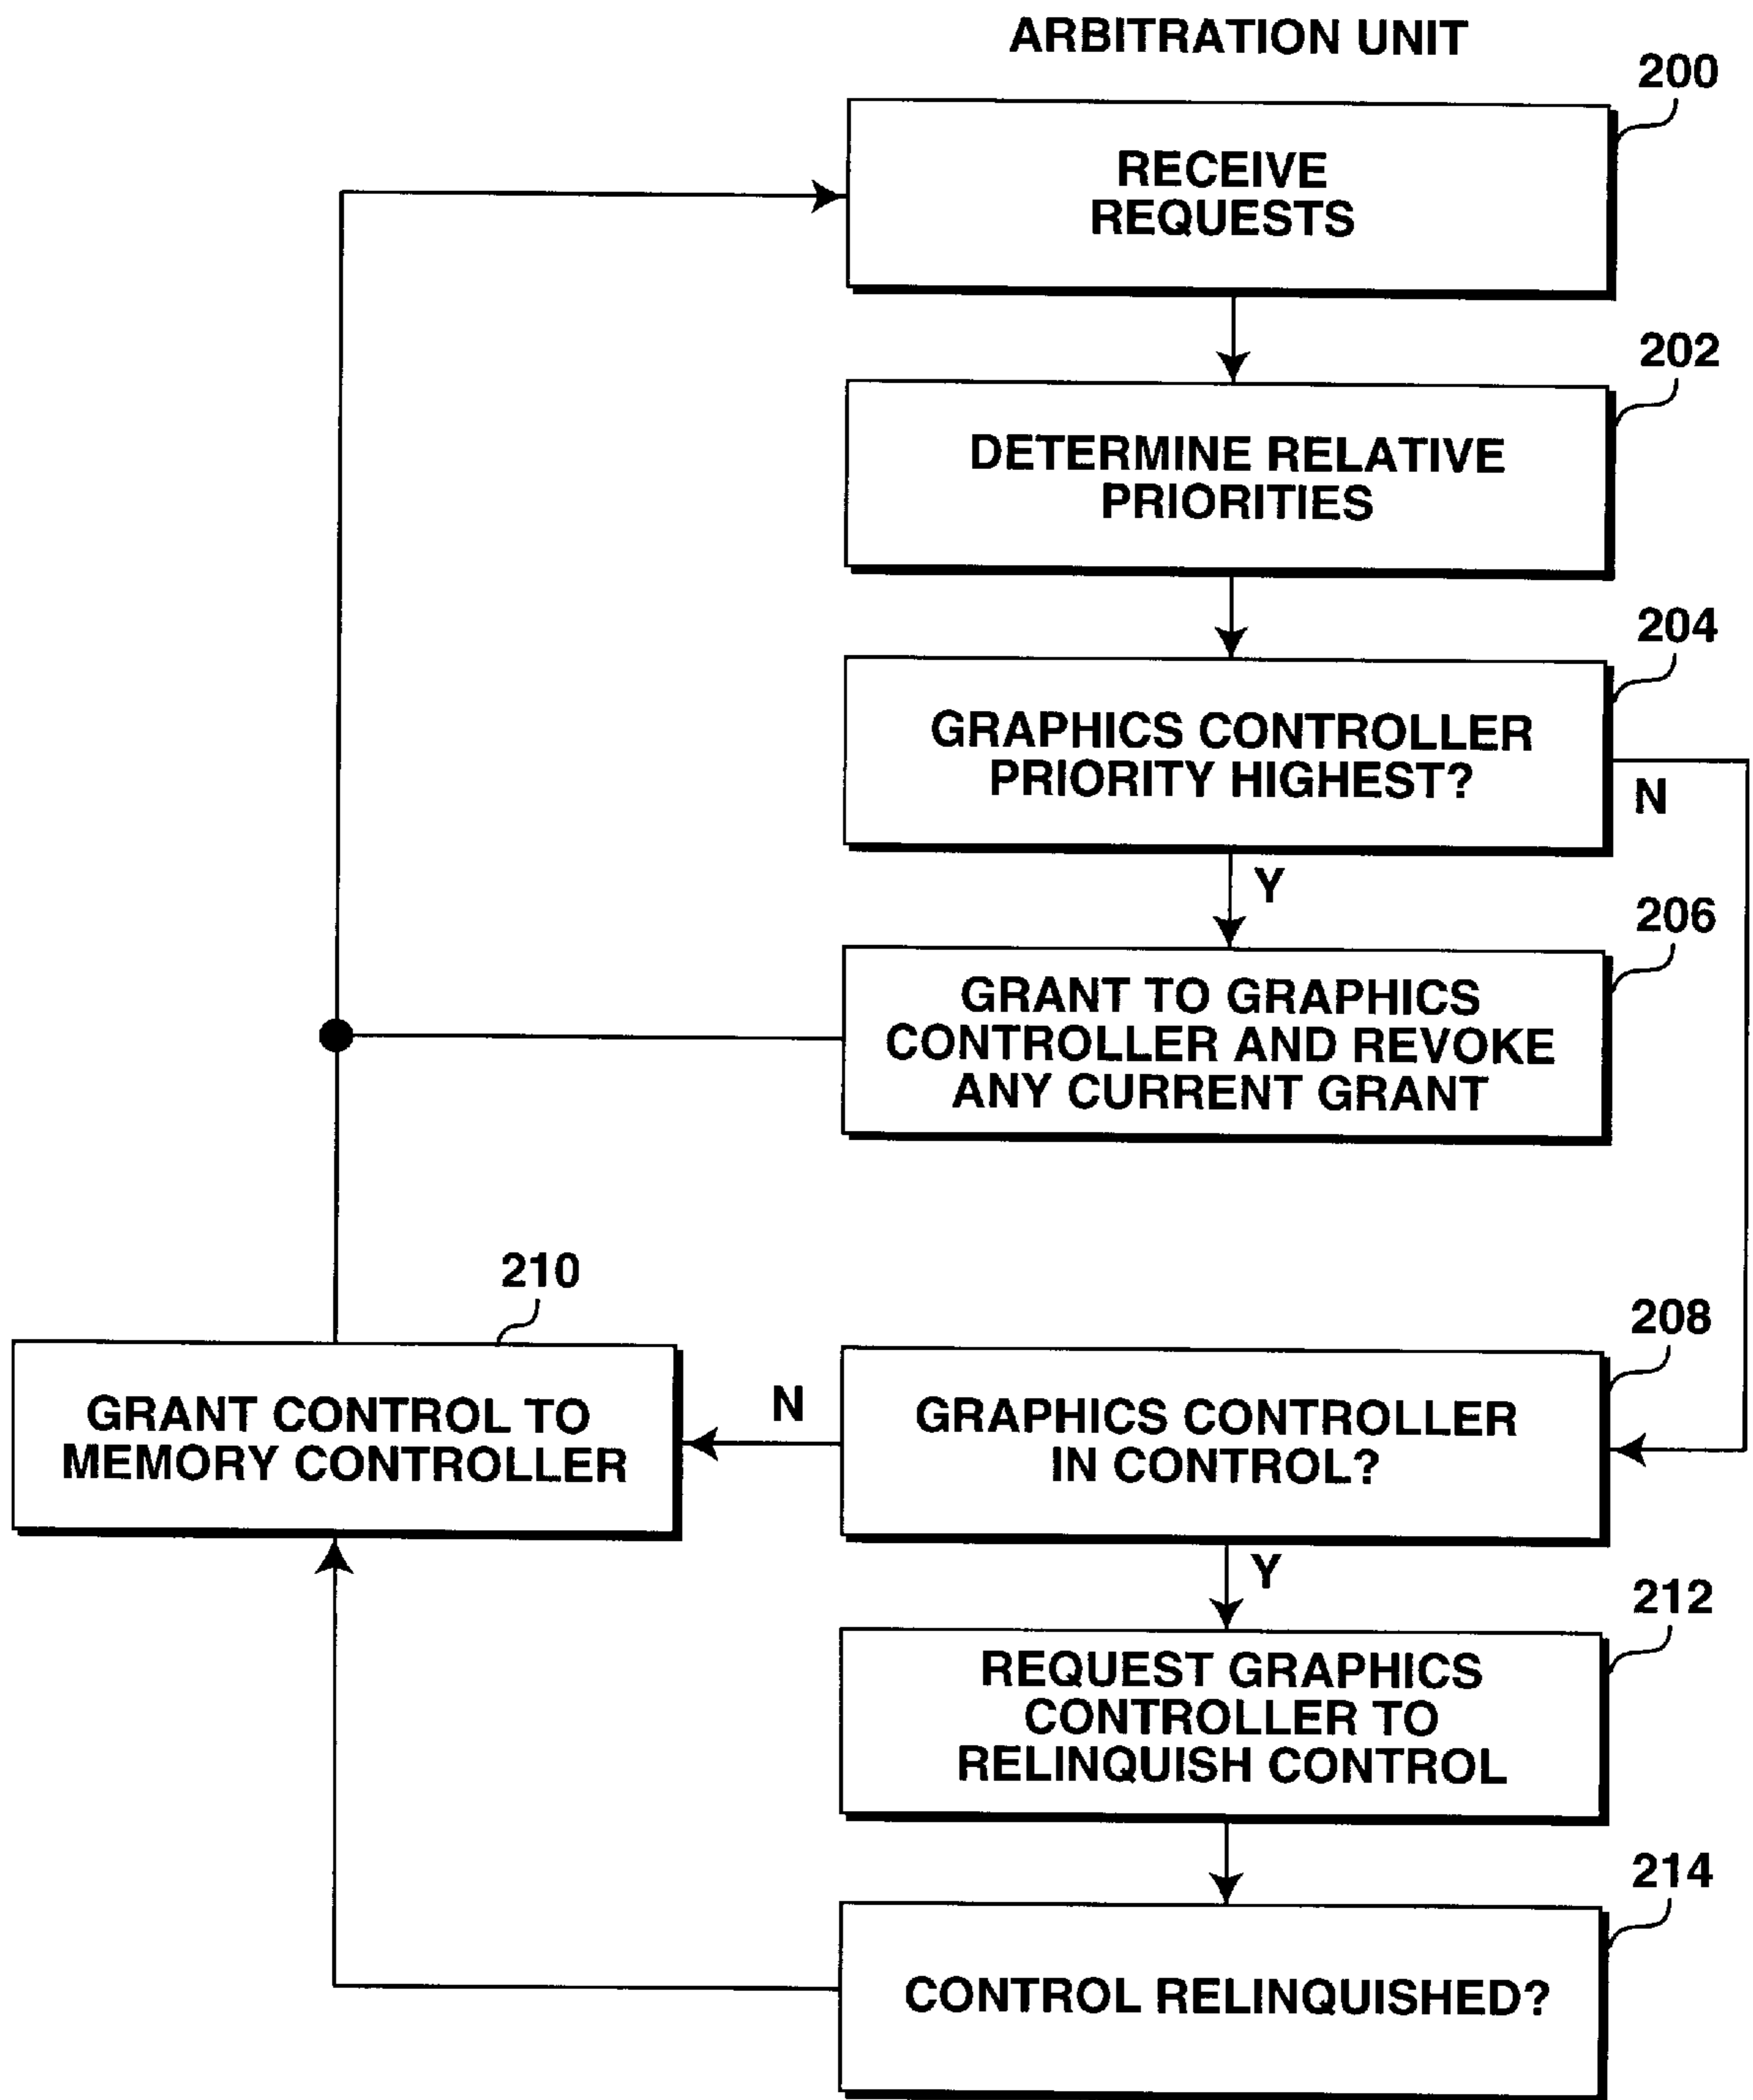 ARBITRATION UNIT
200
RECEIVE
REQUESTS
202
DETERMINE RELATIVE
PRIORITIES
204
GRAPHICS CONTROLLER
PRIORITY HIGHEST?
N
Y
206
GRANT TO GRAPHICS
CONTROLLER AND REVOKE
ANY CURRENT GRANT
210
GRANT CONTROL TO
MEMORY CONTROLLER
N
208
GRAPHICS CONTROLLER
IN CONTROL?
Y
212
REQUEST GRAPHICS
CONTROLLER TO
RELINQUISH CONTROL
214
CONTROL RELINQUISHED?